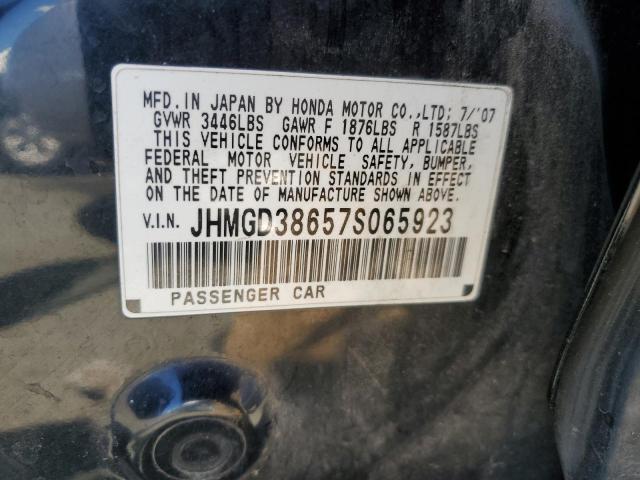 MFD. IN JAPAN BY HONDA MOTOR CO.,LTD; 7/'07
GVWR 3446LBS GAWR F 1876LBS R 1587LBS
THIS VEHICLE CONFORMS TO ALL APPLICABLE
FEDERAL MOTOR VEHICLE SAFETY, BUMPER,
AND THEFT PREVENTION STANDARDS IN EFFECT
ON THE DATE OF MANUFACTURE SHOWN ABOVE.
V.I.N. JHMGD38657S065923
PASSENGER CAR